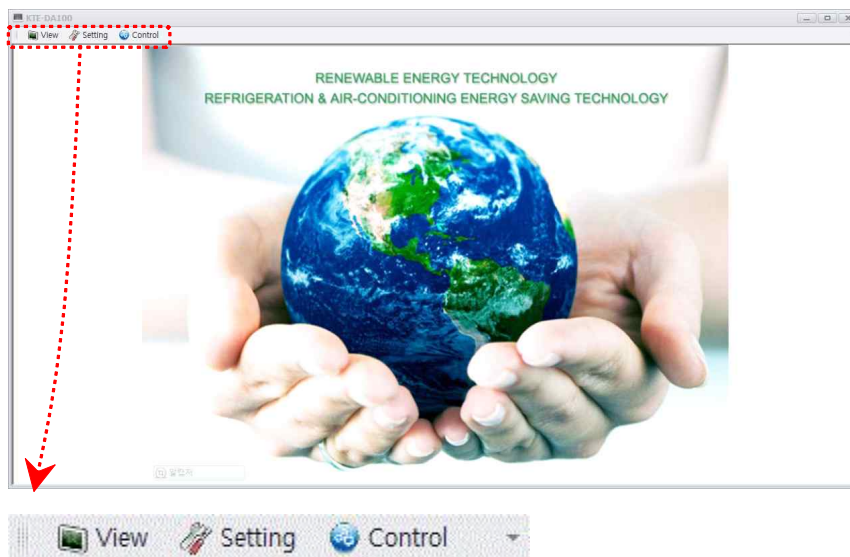 KTE-DA100
View Setting Control
RENEWABLE ENERGY TECHNOLOGY
REFRIGERATION & AIR-CONDITIONING ENERGY SAVING TECHNOLOGY
View Setting Control